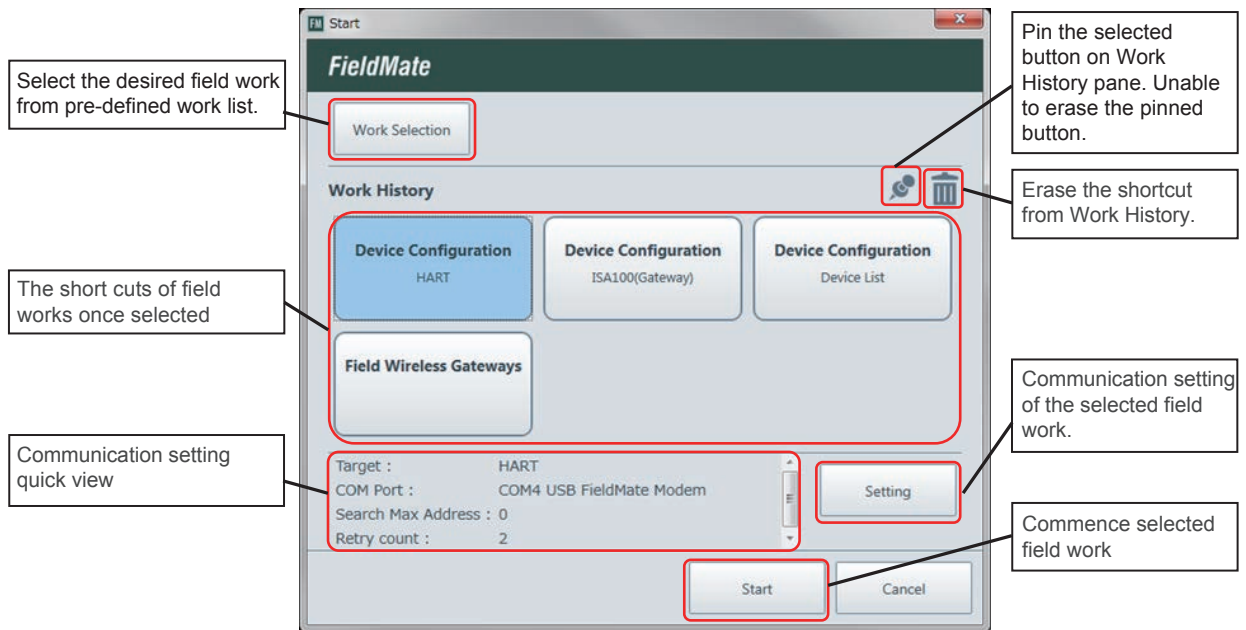 FM Start
FieldMate
Select the desired field work
from pre-defined work list.
Work Selection
Pin the selected
button on Work
History pane. Unable
to erase the pinned
button.
Work History
Erase the shortcut
from Work History.
Device Configuration
HART
Device Configuration
ISA100(Gateway)
Device Configuration
Device List
The short cuts of field
works once selected
Field Wireless Gateways
Communication setting
of the selected field
work.
Communication setting
quick view
Target : HART
COM Port : COM4 USB FieldMate Modem
Search Max Address : 0
Retry count : 2
Setting
Commence selected
field work
Start
Cancel